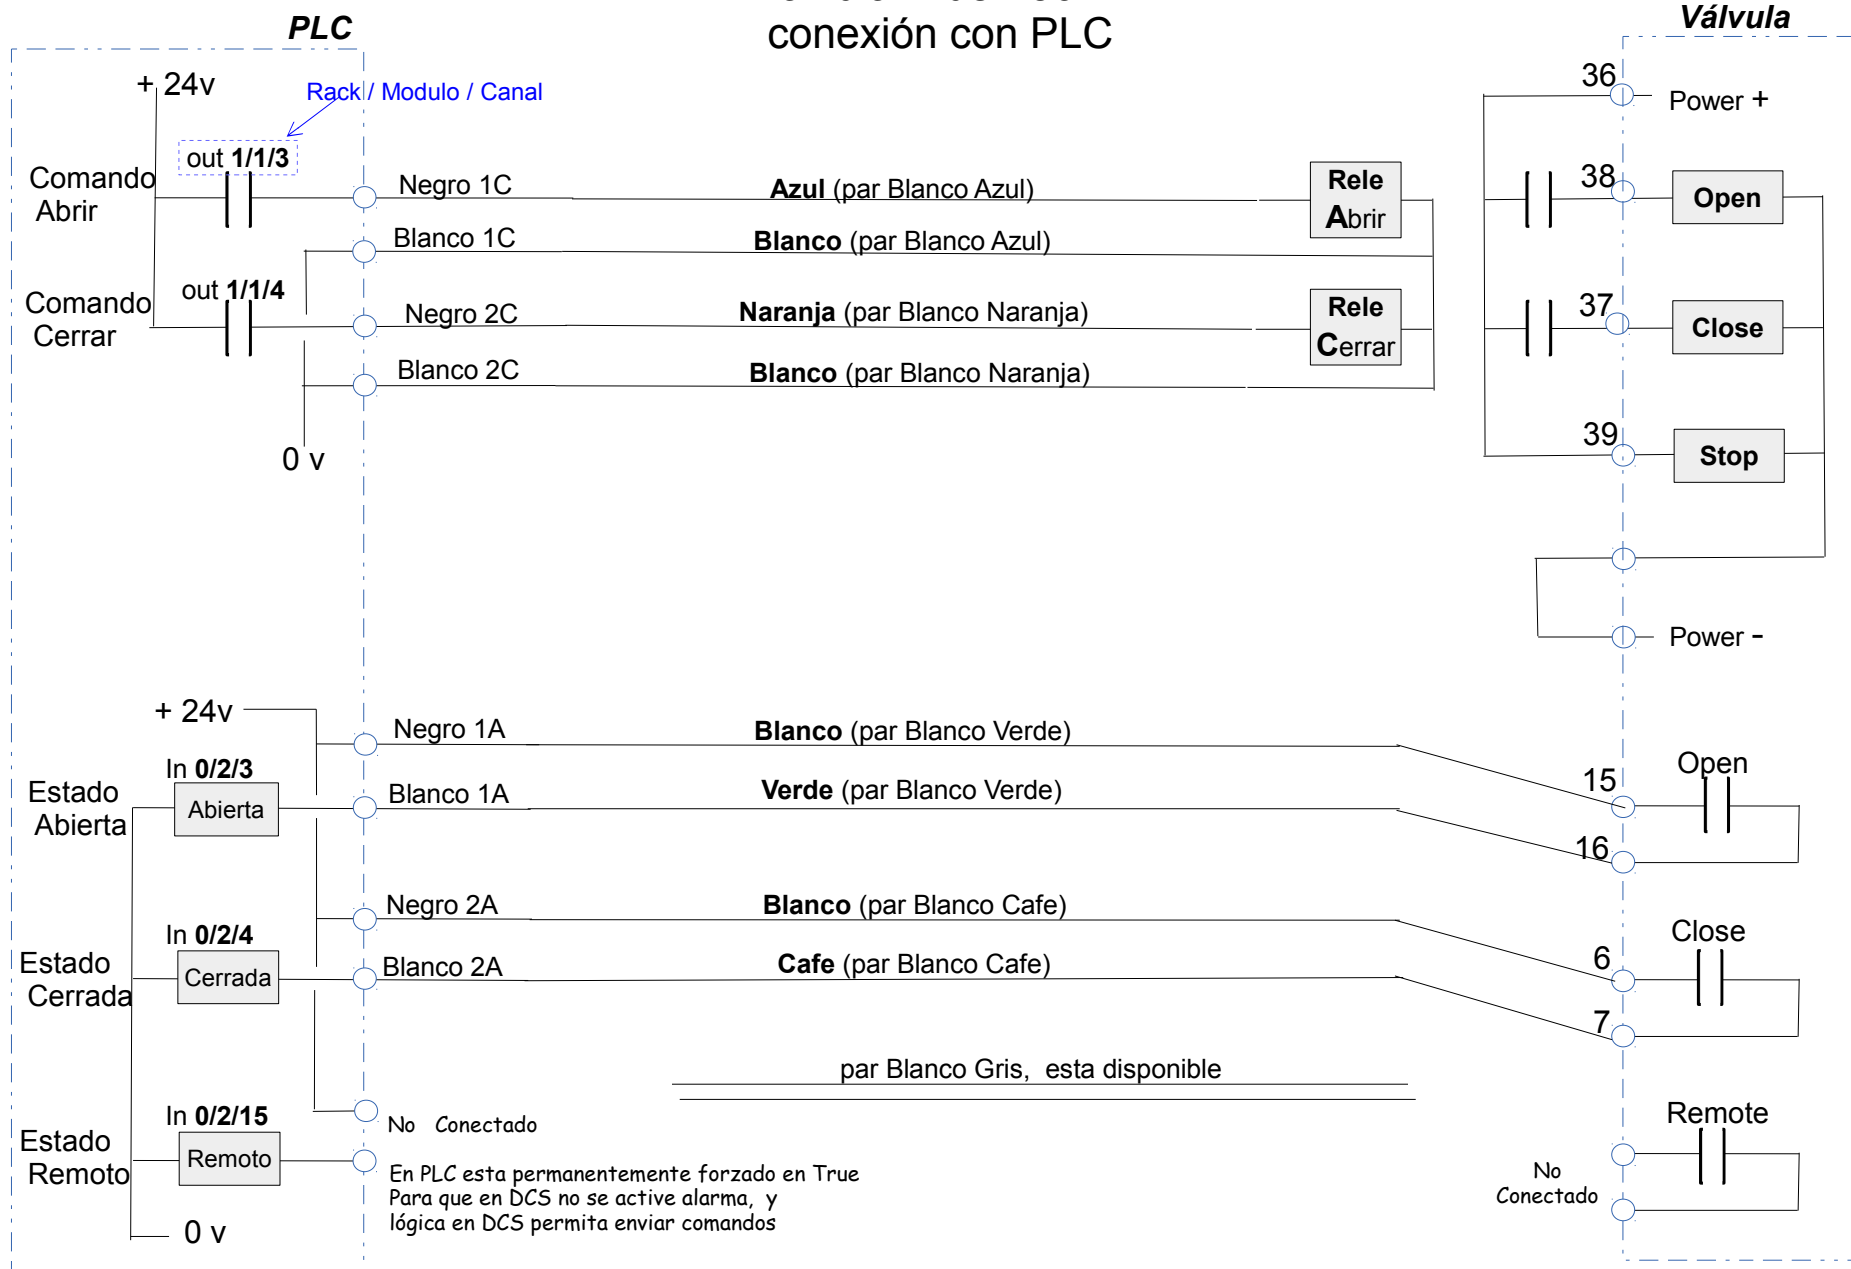 conexión con PLC
PLC
Válvula
+ 24v
Rack / Modulo / Canal
out 1/1/3
Comando
Abrir
Negro 1C
Azul (par Blanco Azul)
Rele
Abrir
Blanco 1C
Blanco (par Blanco Azul)
out 1/1/4
Comando
Cerrar
Negro 2C
Naranja (par Blanco Naranja)
Rele
Cerrar
Blanco 2C
Blanco (par Blanco Naranja)
0 v
36
Power +
38
Open
37
Close
39
Stop
Power -
+ 24v
Negro 1A
Blanco (par Blanco Verde)
In 0/2/3
Estado
Abierta
Abierta
Blanco 1A
Verde (par Blanco Verde)
15
Open
16
Negro 2A
Blanco (par Blanco Cafe)
In 0/2/4
Estado
Cerrada
Cerrada
Blanco 2A
Cafe (par Blanco Cafe)
6
Close
7
par Blanco Gris, esta disponible
In 0/2/15
Estado
Remoto
Remoto
No Conectado
En PLC esta permanentemente forzado en True
Para que en DCS no se active alarma, y
lógica en DCS permita enviar comandos
0 v
Remote
No
Conectado